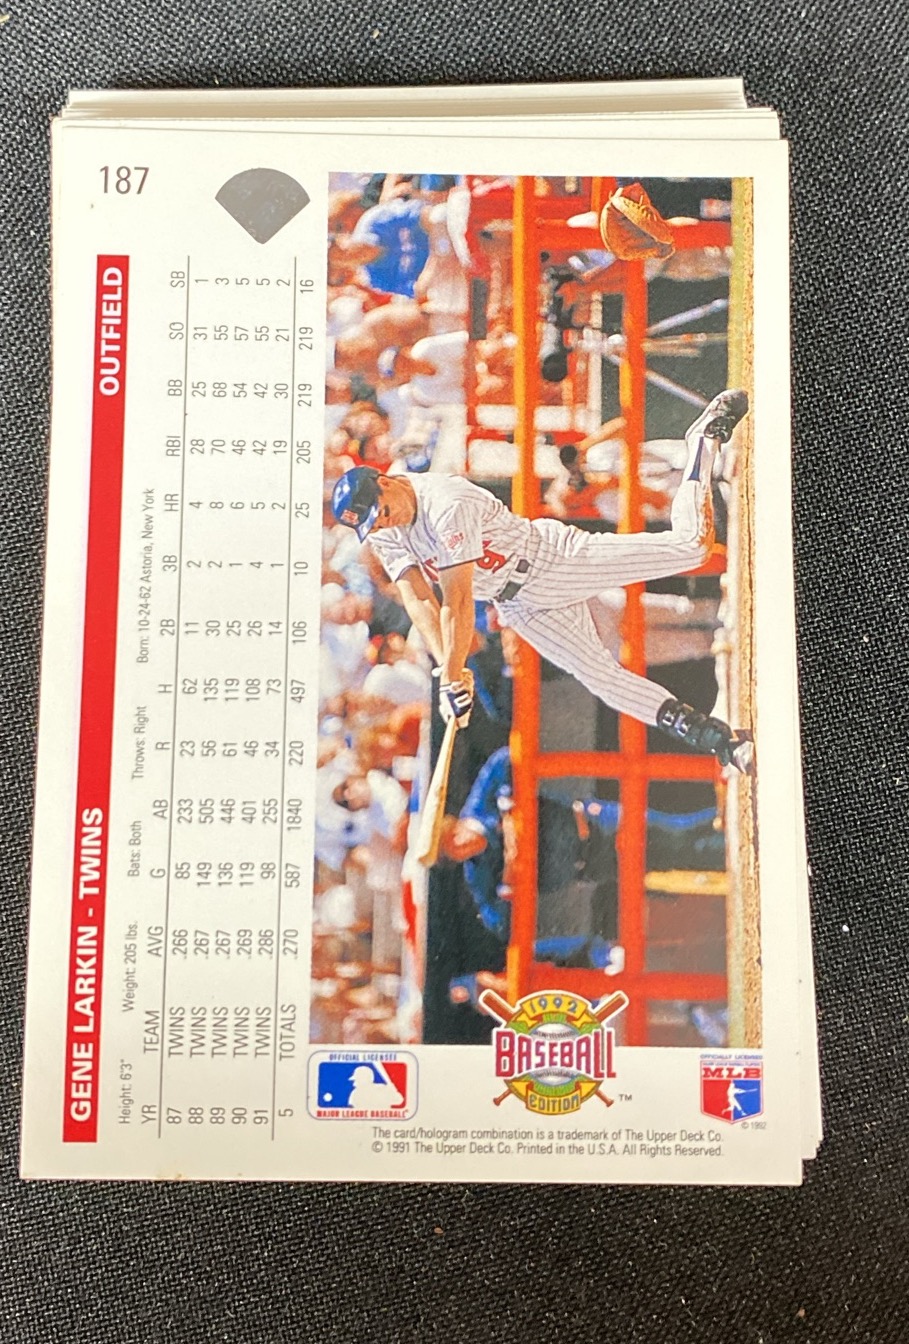 187
GENE LARKIN - TWINS OUTFIELD
Height: 6'3" Weight: 205 lbs. Bats: Both Throws: Right Born: 10-24-62 Astoria, New York
YR TEAM AVG G AB R H 2B 3B HR RBI BB SO SB
87 TWINS .266 85 233 23 62 11 2 4 28 25 31 1
88 TWINS .267 149 505 56 135 30 2 8 70 68 55 3
89 TWINS .267 136 446 61 119 25 1 6 46 54 57 5
90 TWINS .269 119 401 46 108 26 4 5 42 42 55 5
91 TWINS .286 98 255 34 73 14 1 2 19 30 21 2
5 TOTALS .270 587 1840 220 497 106 10 25 205 219 219 16
OFFICIAL LICENSEE
MAJOR LEAGUE BASEBALL
1992
BASEBALL
EDITION
™
OFFICIALLY LICENSED
MLB
© 1992
The card/hologram combination is a trademark of The Upper Deck Co.
© 1991 The Upper Deck Co. Printed in the U.S.A. All Rights Reserved.